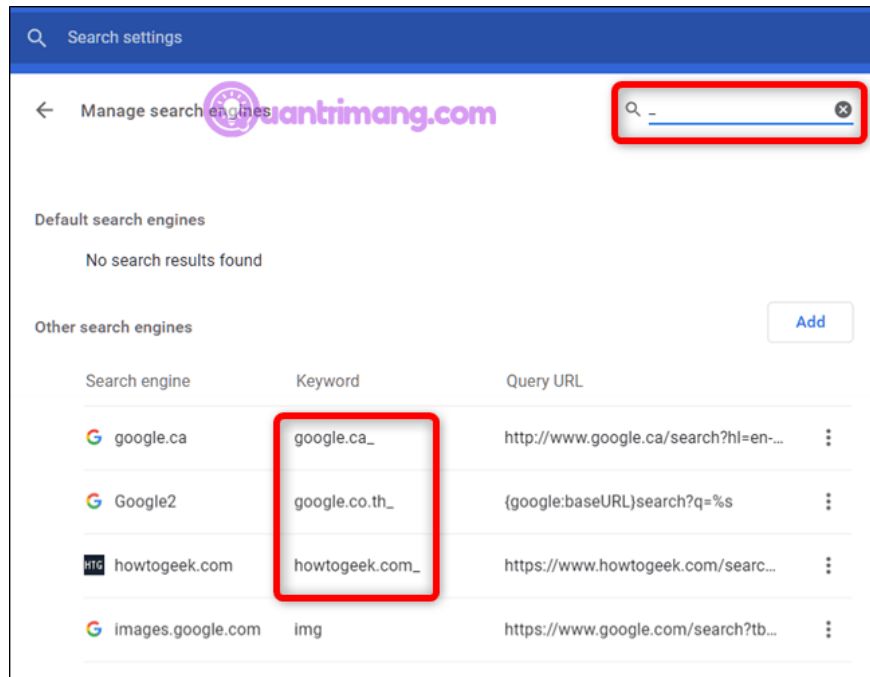 Search settings
Manage search engines
uantrimang.com
_
Default search engines
No search results found
Other search engines
Add
Search engine Keyword Query URL
google.ca google.ca_ http://www.google.ca/search?hl=en-...
Google2 google.co.th_ {google:baseURL}search?q=%s
HTG howtogeek.com howtogeek.com_ https://www.howtogeek.com/searc...
images.google.com img https://www.google.com/search?tb...